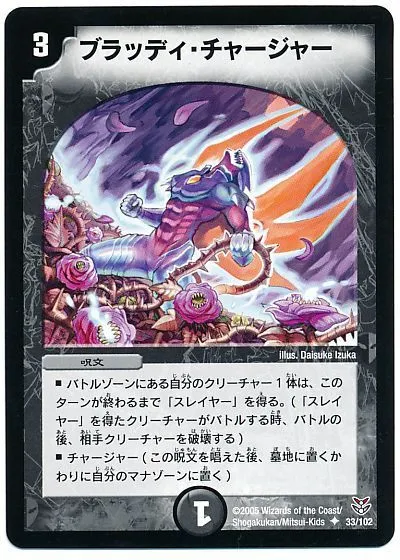 3 ブラッディ・チャージャー
illus. Daisuke Izuka
呪文
■ バトルゾーンにある自分のクリーチャー1体は、この
ターンが終わるまで「スレイヤー」を得る。(「スレイ
ヤー」を得たクリーチャーがバトルする時、バトルの
後、相手クリーチャーを破壊する)
■ チャージャー(この呪文を唱えた後、墓地に置くかわ
りに自分のマナゾーンに置く)
1
©2005 Wizards of the Coast/
Shogakukan/Mitsui-Kids 33/102